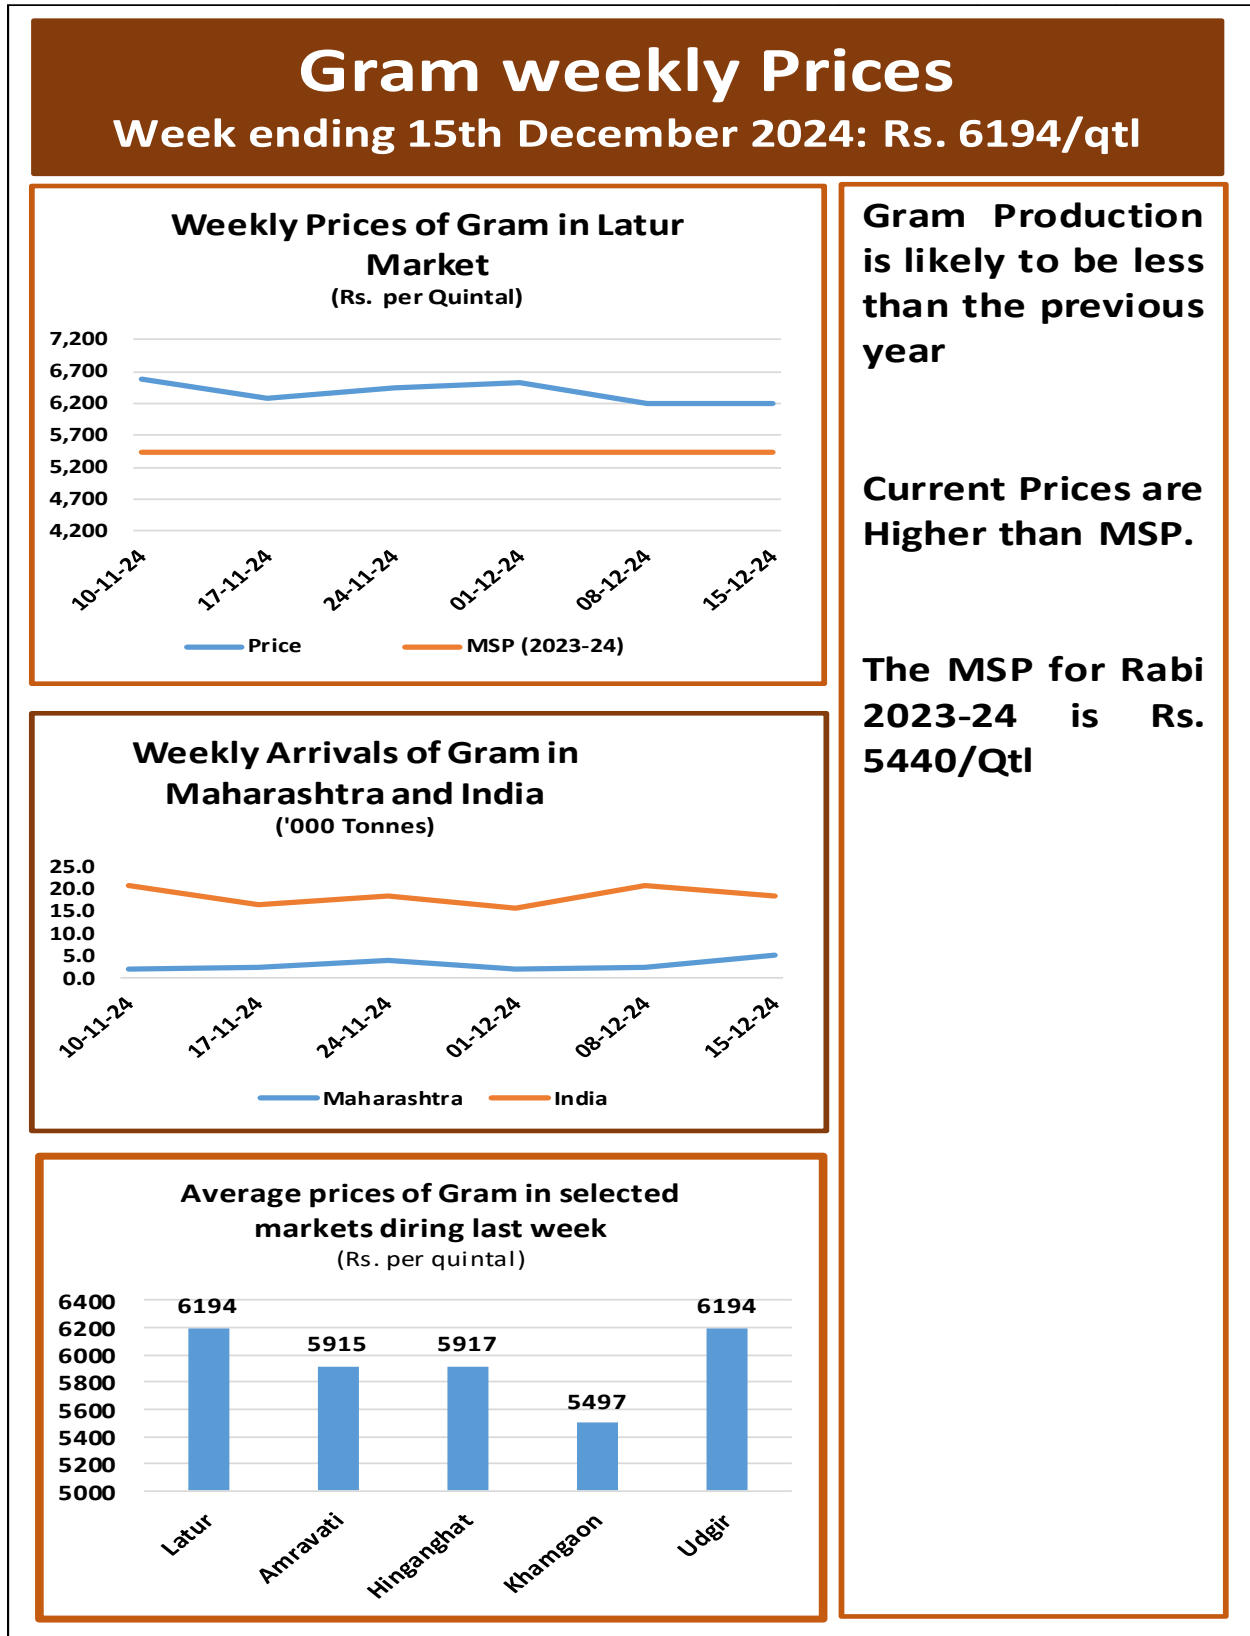 Gram weekly Prices
Week ending 15th December 2024: Rs. 6194/qtl
Weekly Prices of Gram in Latur
Market
(Rs. per Quintal)
7,200
6,700
6,200
5,700
5,200
4,700
4,200
10-11-24
17-11-24
24-11-24
01-12-24
08-12-24
15-12-24
Price
MSP (2023-24)
Weekly Arrivals of Gram in
Maharashtra and India
('000 Tonnes)
25.0
20.0
15.0
10.0
5.0
0.0
10-11-24
17-11-24
24-11-24
01-12-24
08-12-24
15-12-24
Maharashtra
India
Average prices of Gram in selected
markets diring last week
(Rs. per quintal)
6400
6200
6000
5800
5600
5400
5200
5000
6194
5915
5917
5497
6194
Latur
Amravati
Hinganghat
Khamgaon
Udgir
Gram Production
is likely to be less
than the previous
year
Current Prices are
Higher than MSP.
The MSP for Rabi
2023-24 is Rs.
5440/Qtl